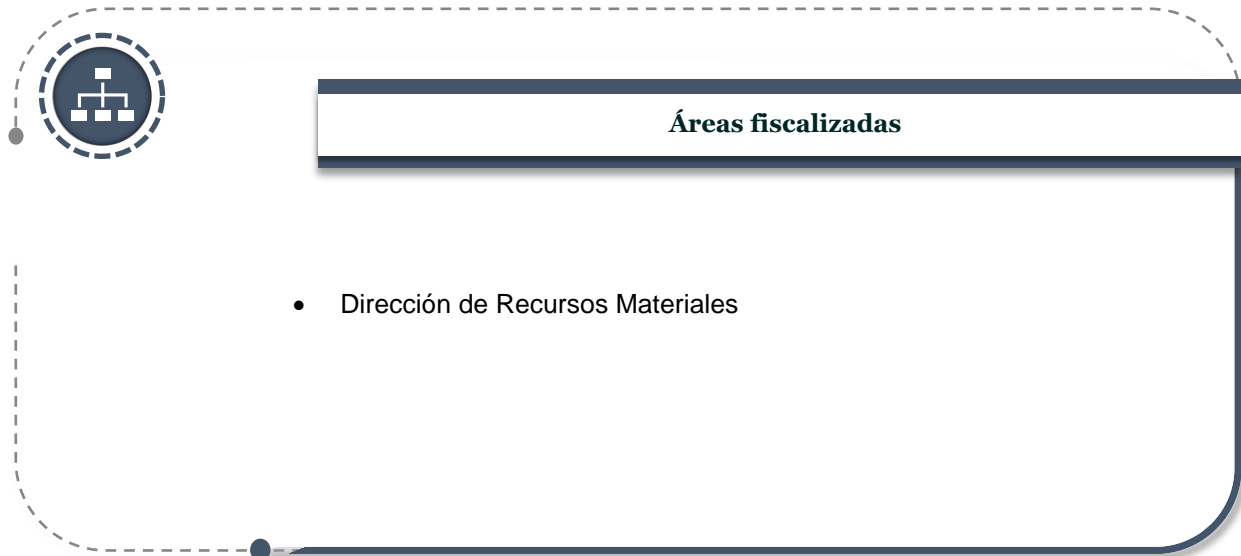 Áreas fiscalizadas
• Dirección de Recursos Materiales